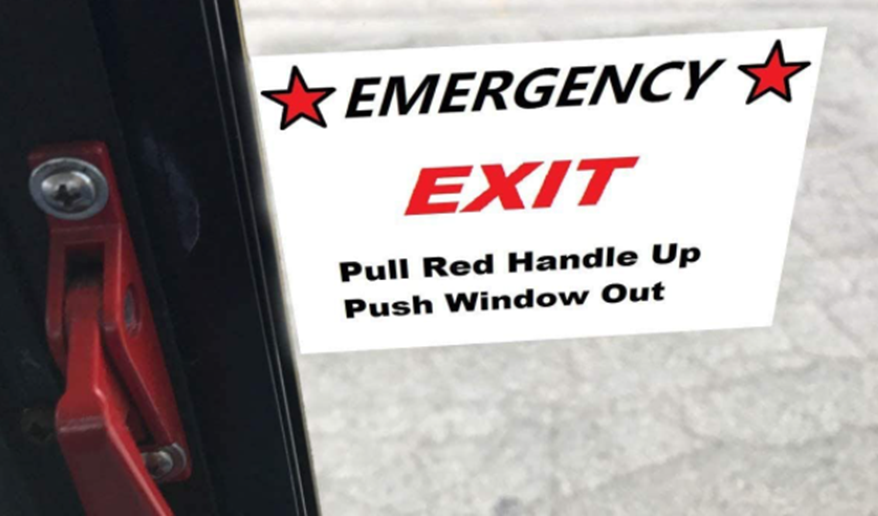 EMERGENCY
EXIT
Pull Red Handle Up
Push Window Out